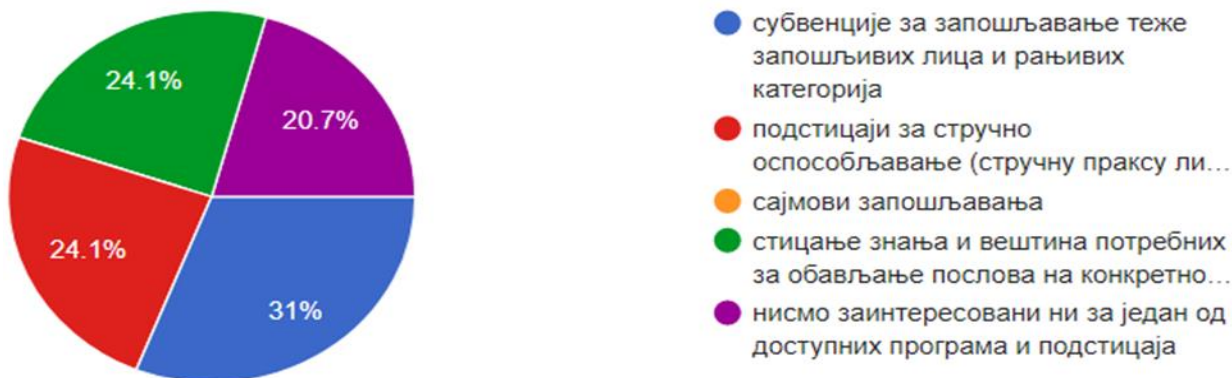 24.1%
20.7%
24.1%
31%
субвенције за запошљавање теже
запошљивих лица и рањивих
категорија
подстицаји за стручно
оспособљавање (стручну праксу ли...
сајмови запошљавања
стицање знања и вештина потребних
за обављање послова на конкретно...
нисмо заинтересовани ни за један од
доступних програма и подстицаја